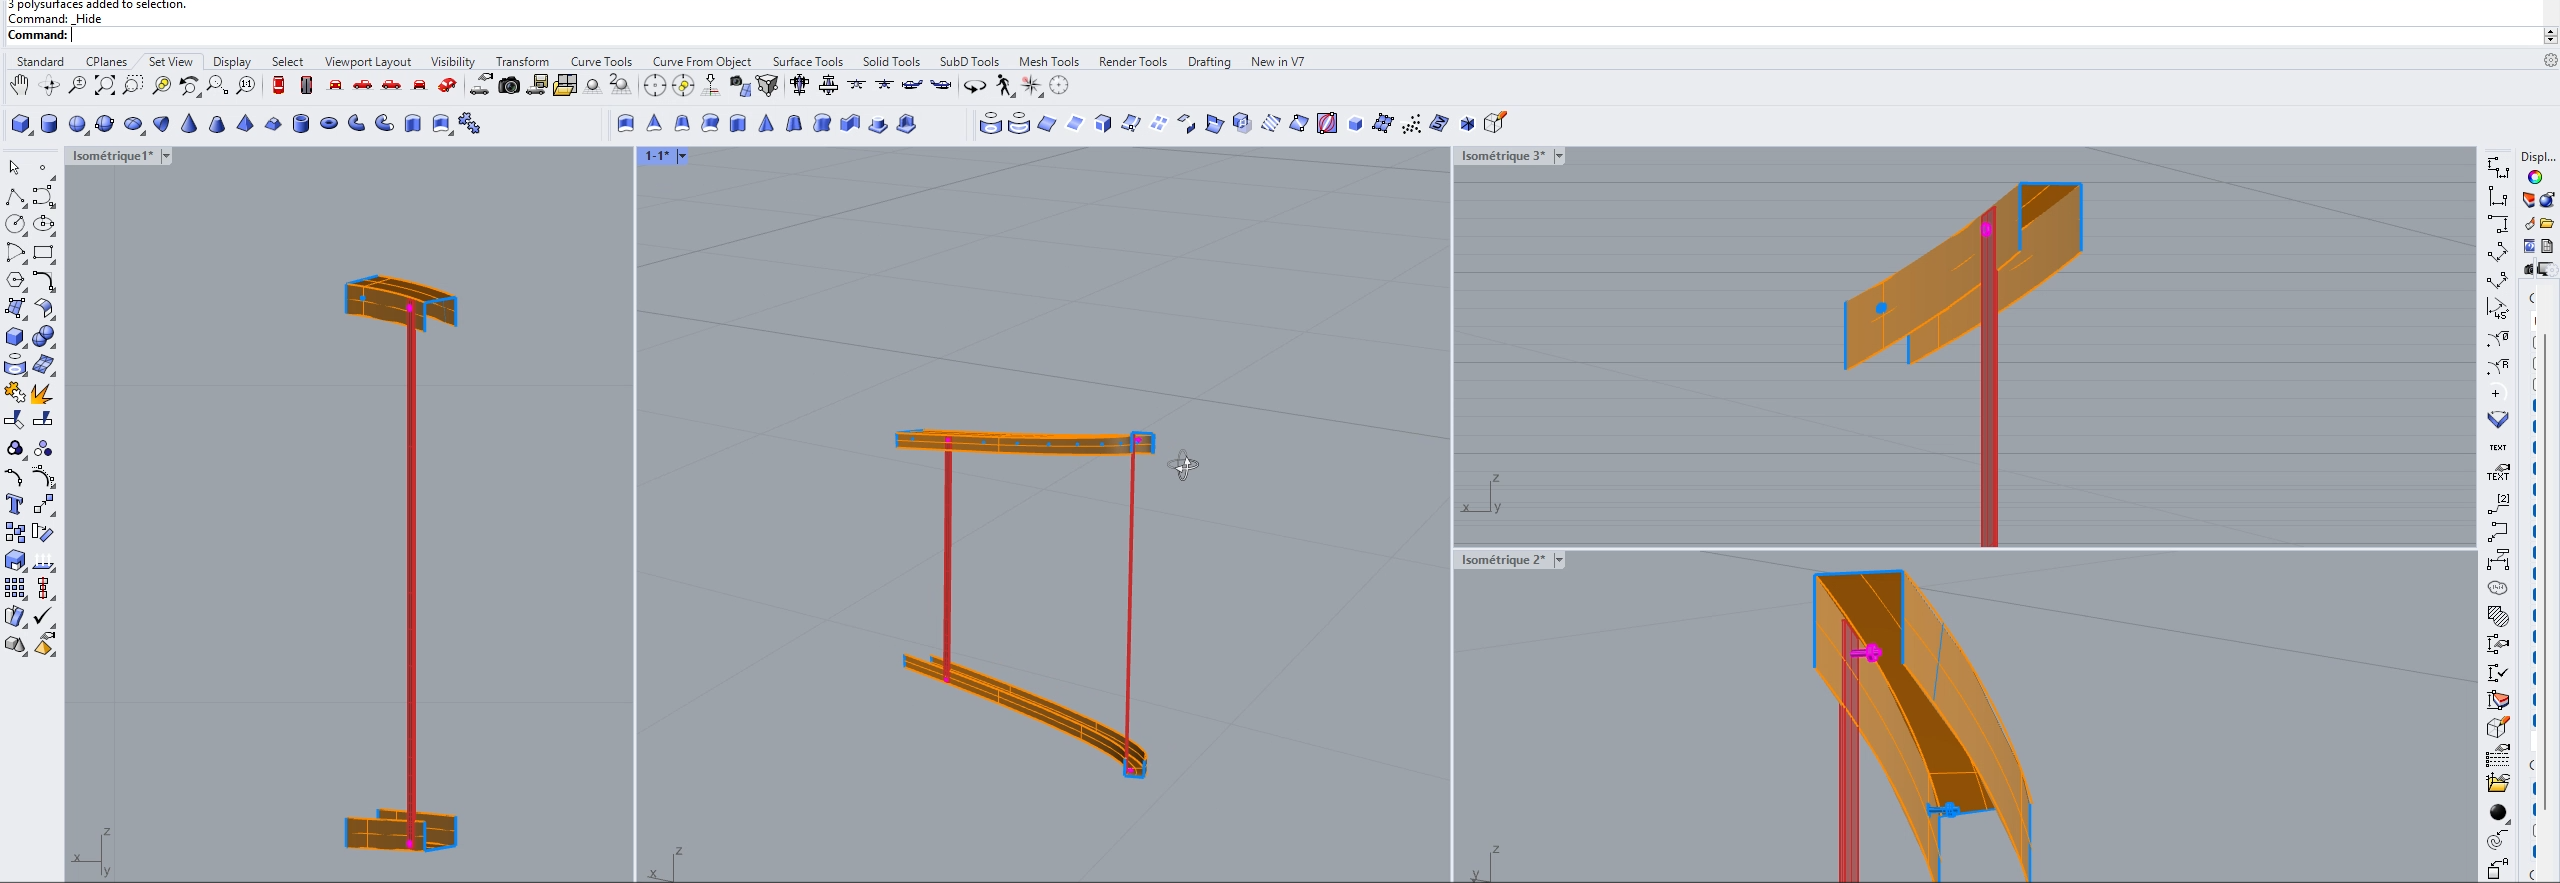 3 polysurfaces added to selection.
Command: _Hide
Command:
Standard CPlanes Set View Display Select Viewport Layout Visibility Transform Curve Tools Curve From Object Surface Tools Solid Tools SubD Tools Mesh Tools Render Tools Drafting New in V7
Isométrique1*
1-1*
Isométrique 3*
Displ...
z
x y
45
R
TEXT
TEXT
[2]
Isométrique 2*
z
x
y
z
x
z
y
A